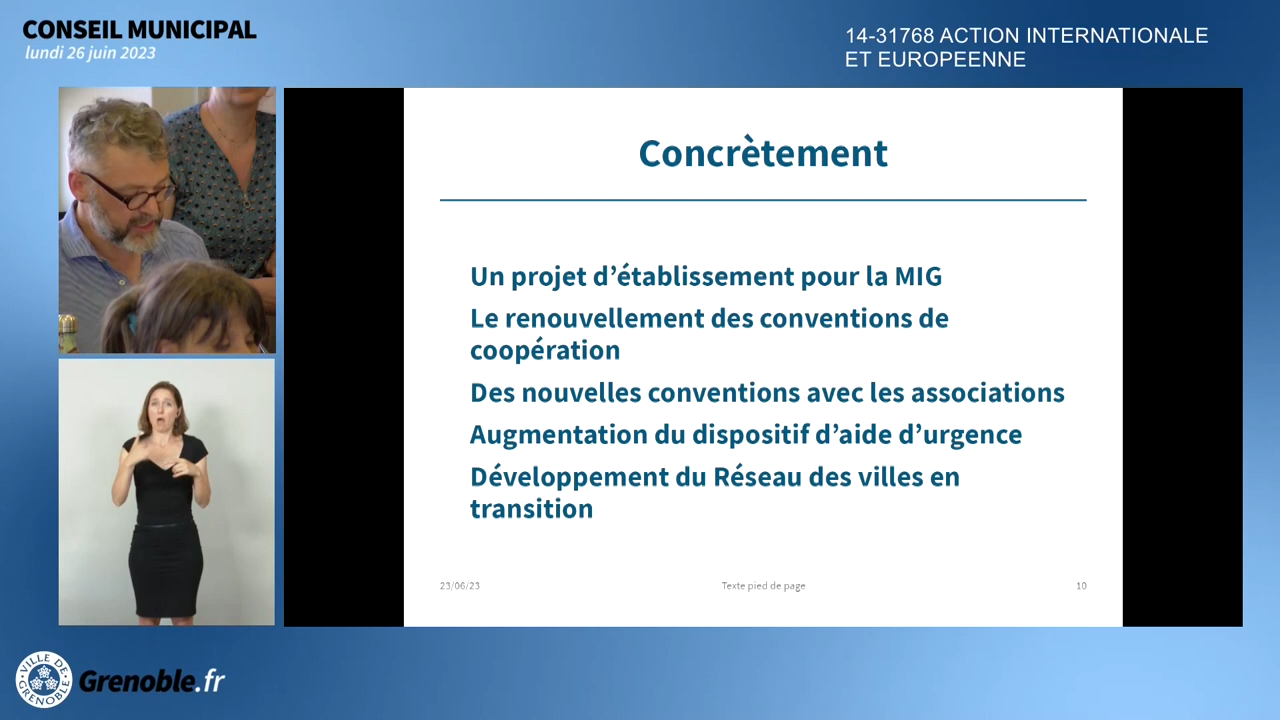 CONSEIL MUNICIPAL
lundi 26 juin 2023
14-31768 ACTION INTERNATIONALE
ET EUROPEENNE
Concrètement
Un projet d’établissement pour la MIG
Le renouvellement des conventions de
coopération
Des nouvelles conventions avec les associations
Augmentation du dispositif d’aide d’urgence
Développement du Réseau des villes en
transition
23/06/23
Texte pied de page
10
VILLE DE
GRENOBLE
Grenoble.fr